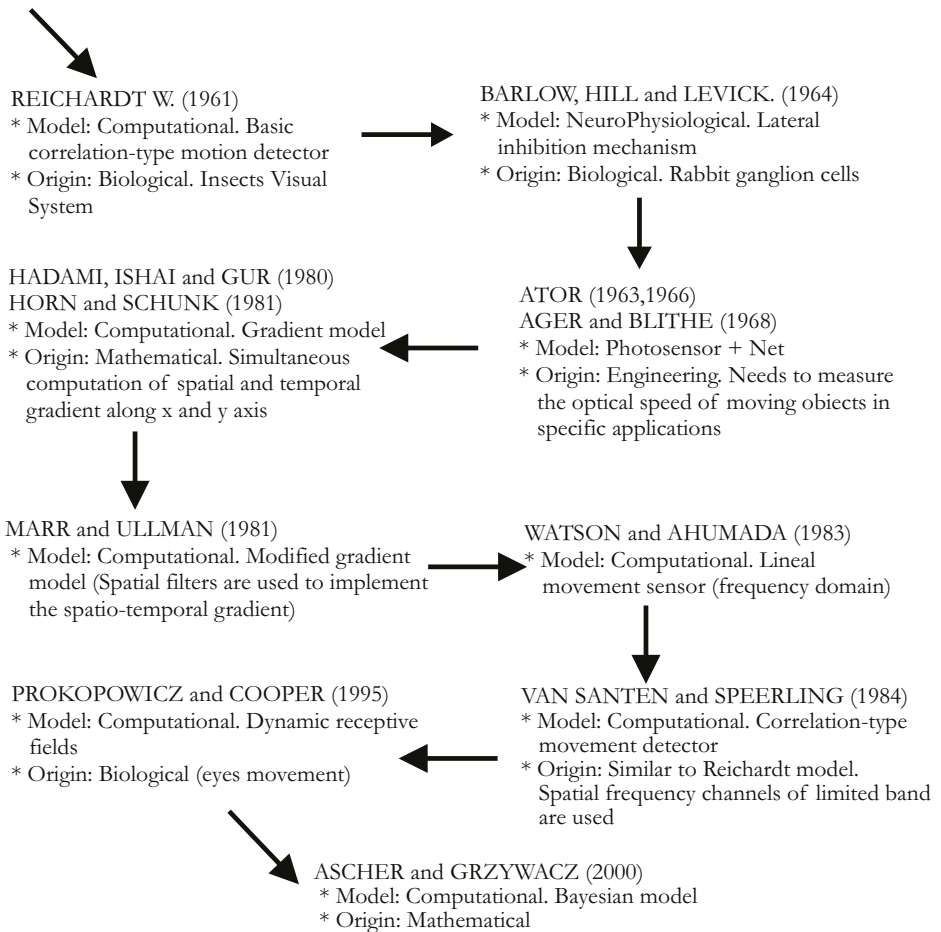 REICHARDT W. (1961)
* Model: Computational. Basic
correlation-type motion detector
* Origin: Biological. Insects Visual
System
BARLOW, HILL and LEVICK. (1964)
* Model: NeuroPhysiological. Lateral
inhibition mechanism
* Origin: Biological. Rabbit ganglion cells
ATOR (1963,1966)
AGER and BLITHE (1968)
* Model: Photosensor + Net
* Origin: Engineering. Needs to measure
the optical speed of moving objects in
specific applications
HADAMI, ISHAI and GUR (1980)
HORN and SCHUNK (1981)
* Model: Computational. Gradient model
* Origin: Mathematical. Simultaneous
computation of spatial and temporal
gradient along x and y axis
MARR and ULLMAN (1981)
* Model: Computational. Modified gradient
model (Spatial filters are used to implement
the spatio-temporal gradient)
WATSON and AHUMADA (1983)
* Model: Computational. Lineal
movement sensor (frequency domain)
VAN SANTEN and SPEERLING (1984)
* Model: Computational. Correlation-type
movement detector
* Origin: Similar to Reichardt model.
Spatial frequency channels of limited band
are used
PROKOPOWICZ and COOPER (1995)
* Model: Computational. Dynamic receptive
fields
* Origin: Biological (eyes movement)
ASCHER and GRZYWACZ (2000)
* Model: Computational. Bayesian model
* Origin: Mathematical